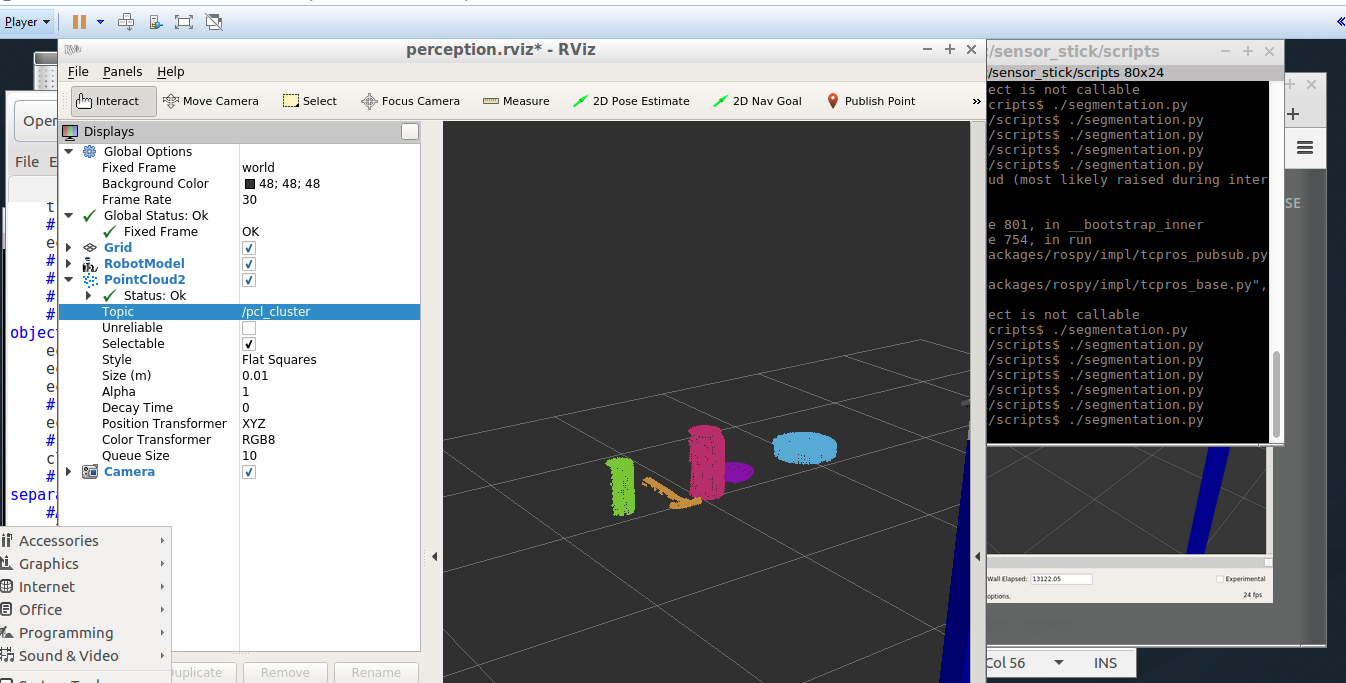 Player
perception.rviz* - RViz
File Panels Help
Interact Move Camera Select Focus Camera Measure 2D Pose Estimate 2D Nav Goal Publish Point »
Displays
Global Options
Fixed Frame world
Background Color 48; 48; 48
Frame Rate 30
Global Status: Ok
Fixed Frame OK
Grid
RobotModel
PointCloud2
Status: Ok
Topic /pcl_cluster
Unreliable
Selectable
Style Flat Squares
Size (m) 0.01
Alpha 1
Decay Time 0
Position Transformer XYZ
Color Transformer RGB8
Queue Size 10
Camera
uplicate Remove Rename
/sensor_stick/scripts
/sensor_stick/scripts 80x24
ect is not callable
cripts$ ./segmentation.py
/scripts$ ./segmentation.py
/scripts$ ./segmentation.py
/scripts$ ./segmentation.py
/scripts$ ./segmentation.py
ud (most likely raised during inter
e 801, in __bootstrap_inner
e 754, in run
ackages/rospy/impl/tcpros_pubsub.py
ackages/rospy/impl/tcpros_base.py",
ect is not callable
cripts$ ./segmentation.py
/scripts$ ./segmentation.py
/scripts$ ./segmentation.py
/scripts$ ./segmentation.py
/scripts$ ./segmentation.py
/scripts$ ./segmentation.py
/scripts$ ./segmentation.py
SE
Wall Elapsed: 13122.05 Experimental
options. 24 fps
Col 56 INS
Oper
File E
t
#
e
#
#
#
#
objec
e
e
e
#
e
#
c
#
separa
#
Accessories
Graphics
Internet
Office
Programming
Sound & Video